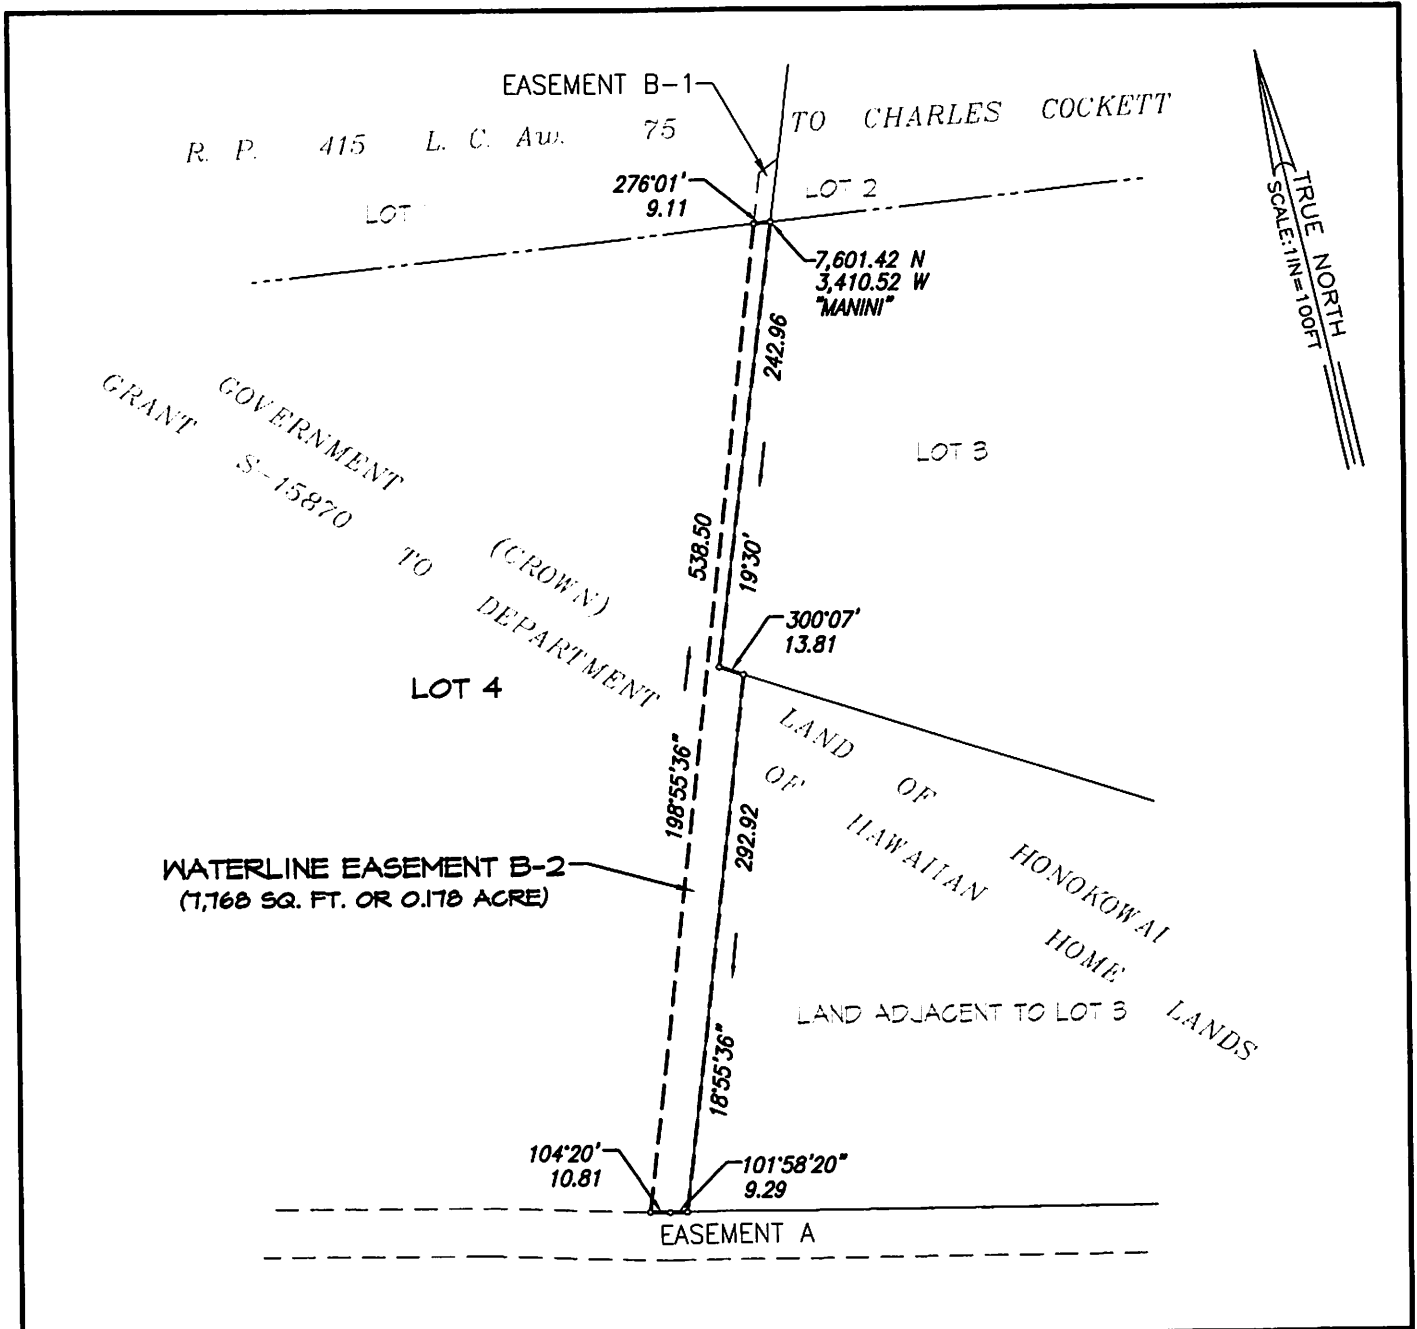 EASEMENT B-1
R. P. 415 L. C. Aw. 75 TO CHARLES COCKETT
276°01'
9.11
LOT 2
LOT
TRUE NORTH
SCALE:1IN=100FT
7,601.42 N
3,410.52 W
"MANINI"
242.96
GOVERNMENT (CROWN) LAND OF HONOKOWAI
GRANT S-15870 TO DEPARTMENT OF HAWAIIAN HOME LANDS
LOT 3
538.50
19°30'
300°07'
13.81
LOT 4
198°55'36"
292.92
WATERLINE EASEMENT B-2
(7,768 SQ. FT. OR 0.178 ACRE)
LAND ADJACENT TO LOT 3
18°55'36"
104°20'
10.81
101°58'20"
9.29
EASEMENT A